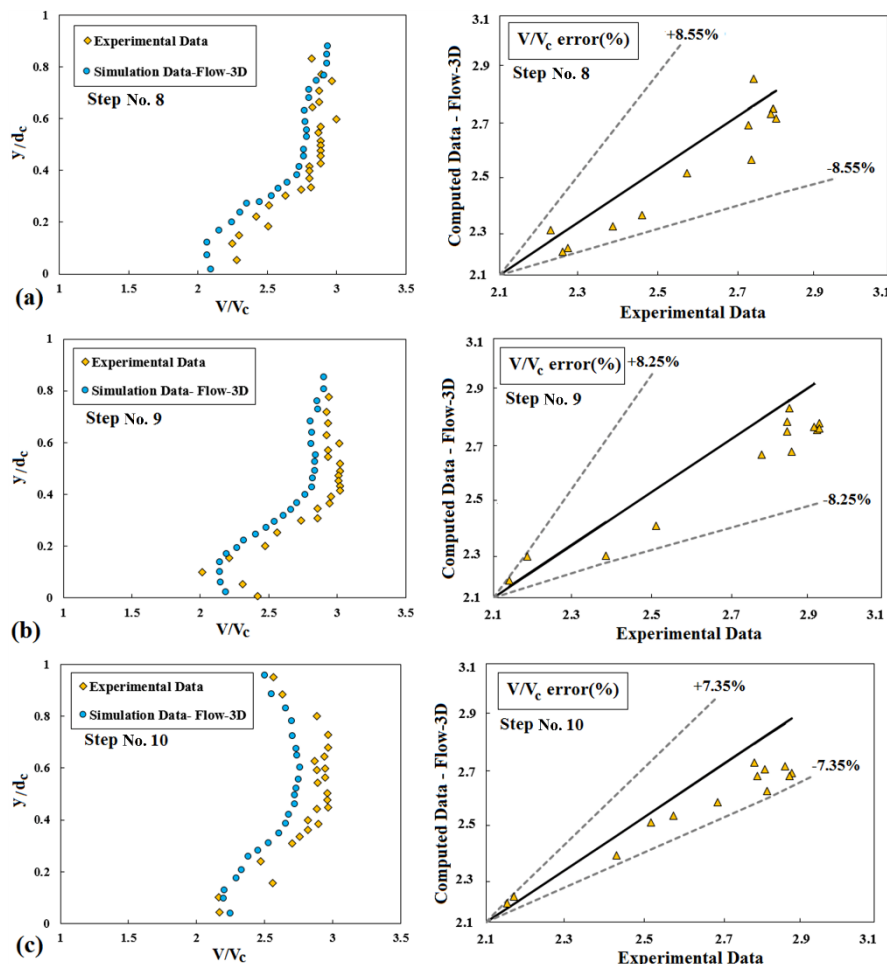 Experimental Data
Simulation Data-Flow-3D
Step No. 8
y/dc
1
0.8
0.6
0.4
0.2
0
1
1.5
2
2.5
3
3.5
V/Vc
(a)
V/Vc error(%)
Step No. 8
+8.55%
-8.55%
Computed Data - Flow-3D
3.1
2.9
2.7
2.5
2.3
2.1
2.1
2.3
2.5
2.7
2.9
3.1
Experimental Data
Experimental Data
Simulation Data- Flow-3D
Step No. 9
y/dc
1
0.8
0.6
0.4
0.2
0
1
1.5
2
2.5
3
3.5
V/Vc
(b)
V/Vc error(%)
Step No. 9
+8.25%
-8.25%
Computed Data - Flow-3D
3.1
2.9
2.7
2.5
2.3
2.1
2.1
2.3
2.5
2.7
2.9
3.1
Experimental Data
Experimental Data
Simulation Data- Flow-3D
Step No. 10
y/dc
1
0.8
0.6
0.4
0.2
0
1
1.5
2
2.5
3
3.5
V/Vc
(c)
V/Vc error(%)
Step No. 10
+7.35%
-7.35%
Computed Data - Flow-3D
3.1
2.9
2.7
2.5
2.3
2.1
2.1
2.3
2.5
2.7
2.9
3.1
Experimental Data